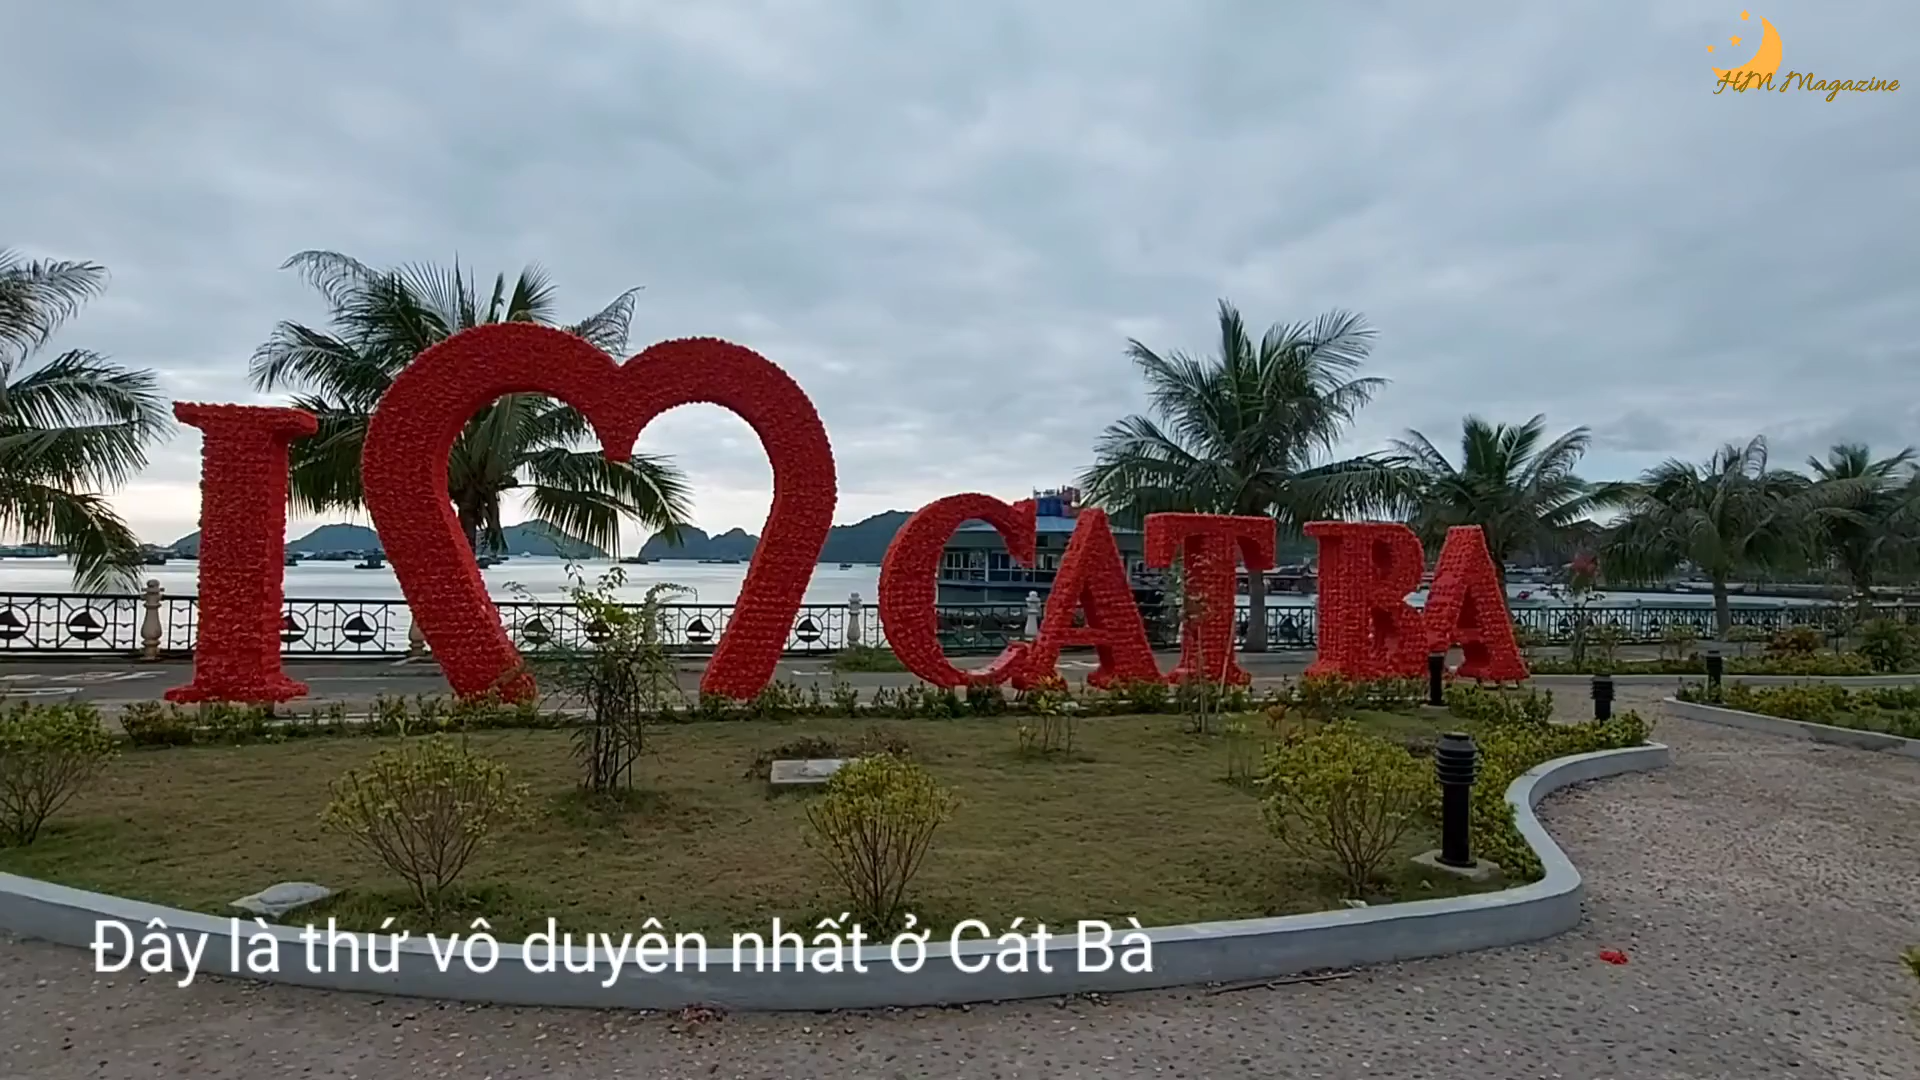 HM Magazine
I CAT BA
Đây là thứ vô duyên nhất ở Cát Bà